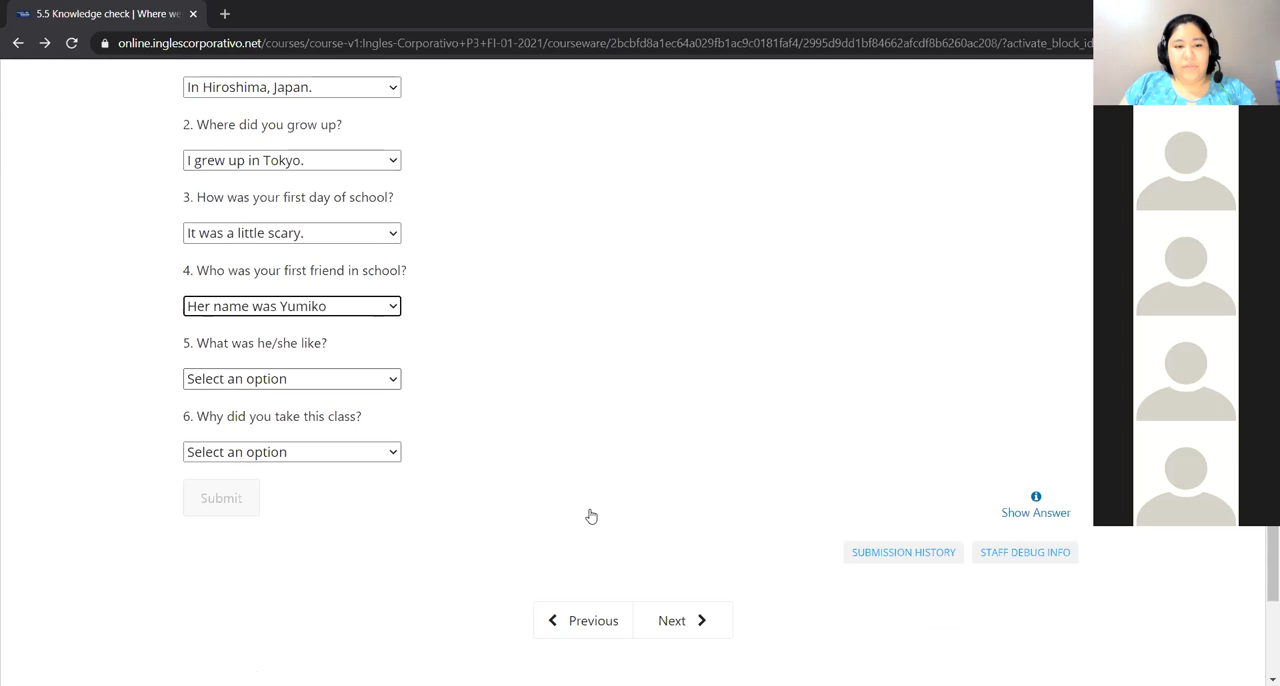 5.5 Knowledge check | Where we
online.inglescorporativo.net/courses/course-v1:Ingles-Corporativo+P3+FI-01-2021/courseware/2bcbfd8a1ec64a029fb1ac9c0181faf4/2995d9dd1bf84662afcdf8b6260ac208/?activate_block_id
In Hiroshima, Japan.
2. Where did you grow up?
I grew up in Tokyo.
3. How was your first day of school?
It was a little scary.
4. Who was your first friend in school?
Her name was Yumiko
5. What was he/she like?
Select an option
6. Why did you take this class?
Select an option
Submit
Show Answer
SUBMISSION HISTORY STAFF DEBUG INFO
Previous Next